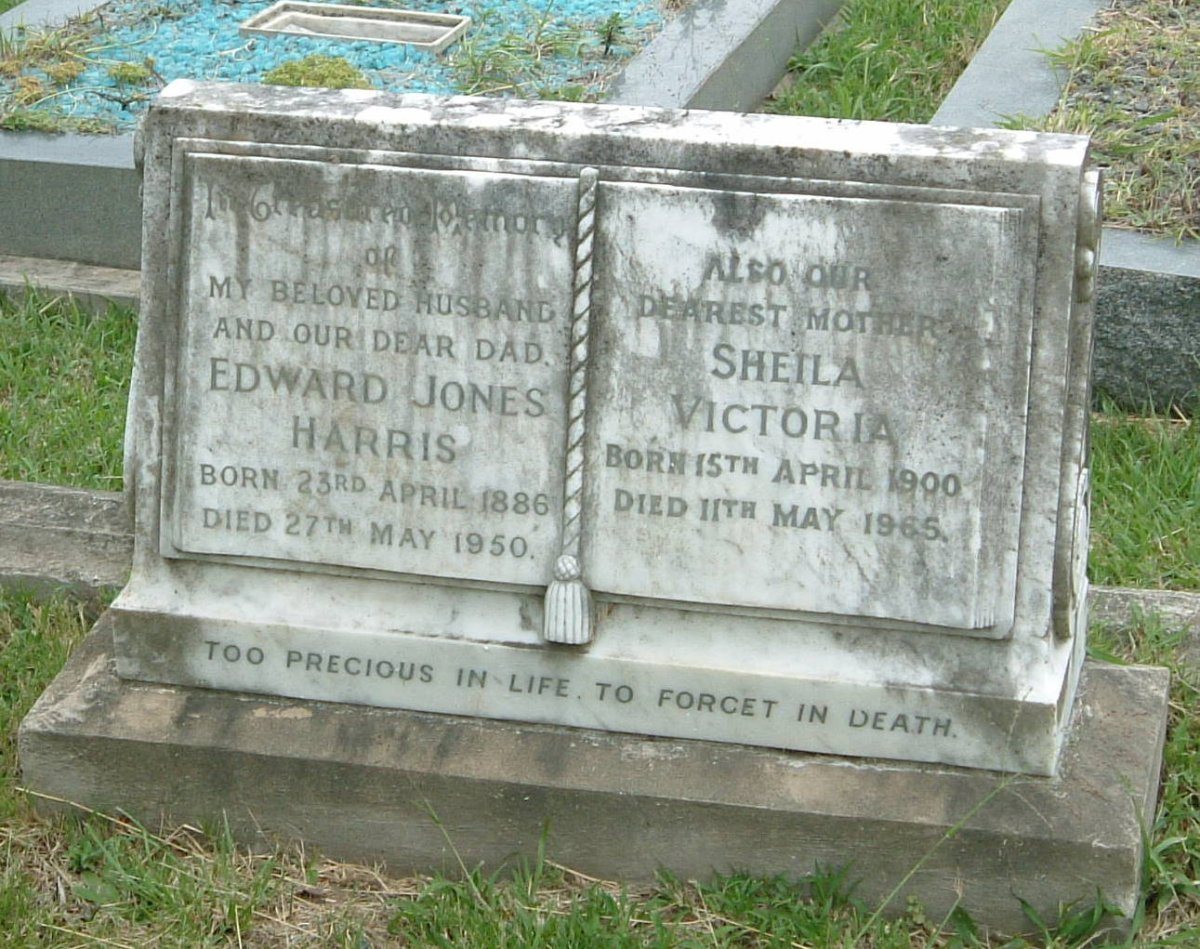 In Treasured Memory
of
MY BELOVED HUSBAND
AND OUR DEAR DAD.
EDWARD JONES
HARRIS
BORN 23RD APRIL 1886
DIED 27TH MAY 1950.
ALSO OUR
DEAREST MOTHER
SHEILA
VICTORIA
BORN 15TH APRIL 1900
DIED 11TH MAY 1965.
TOO PRECIOUS IN LIFE. TO FORGET IN DEATH.